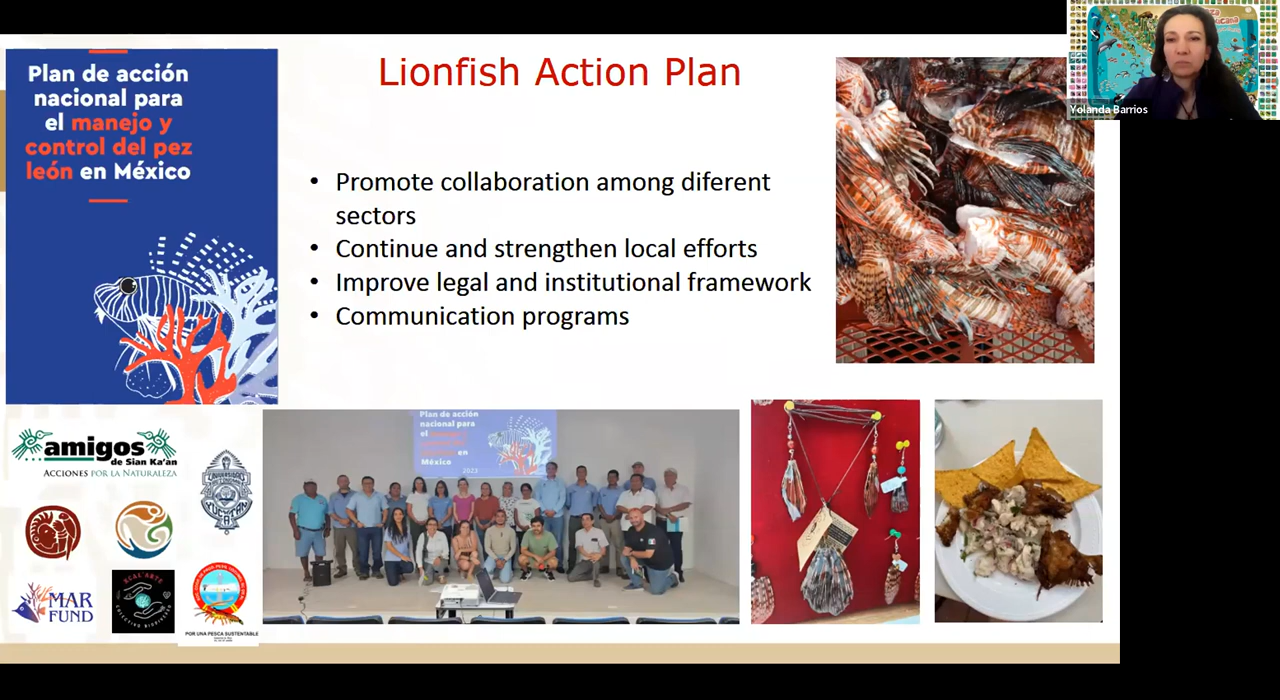 Lionfish Action Plan
Plan de acción
nacional para
el manejo y
control del pez
león en México
• Promote collaboration among diferent
sectors
• Continue and strengthen local efforts
• Improve legal and institutional framework
• Communication programs
Yolanda Barrios
amigos
de Sian Ka'an
ACCIONES POR LA NATURALEZA
MAR
FUND
POR UNA PESCA SUSTENTABLE
Plan de acción
nacional para
México
2023